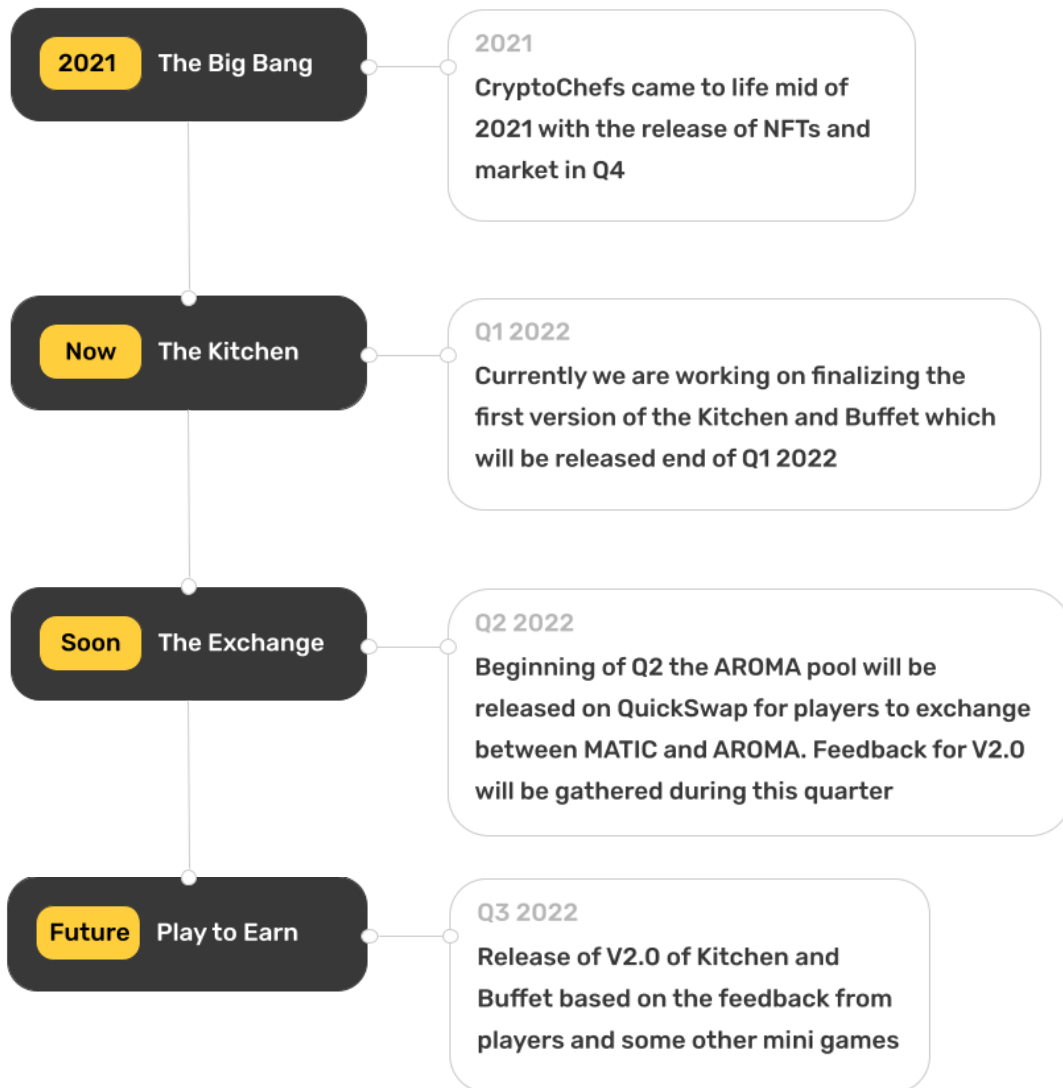 2021 The Big Bang
2021
CryptoChefs came to life mid of
2021 with the release of NFTs and
market in Q4
Now The Kitchen
Q1 2022
Currently we are working on finalizing the
first version of the Kitchen and Buffet which
will be released end of Q1 2022
Soon The Exchange
Q2 2022
Beginning of Q2 the AROMA pool will be
released on QuickSwap for players to exchange
between MATIC and AROMA. Feedback for V2.0
will be gathered during this quarter
Future Play to Earn
Q3 2022
Release of V2.0 of Kitchen and
Buffet based on the feedback from
players and some other mini games